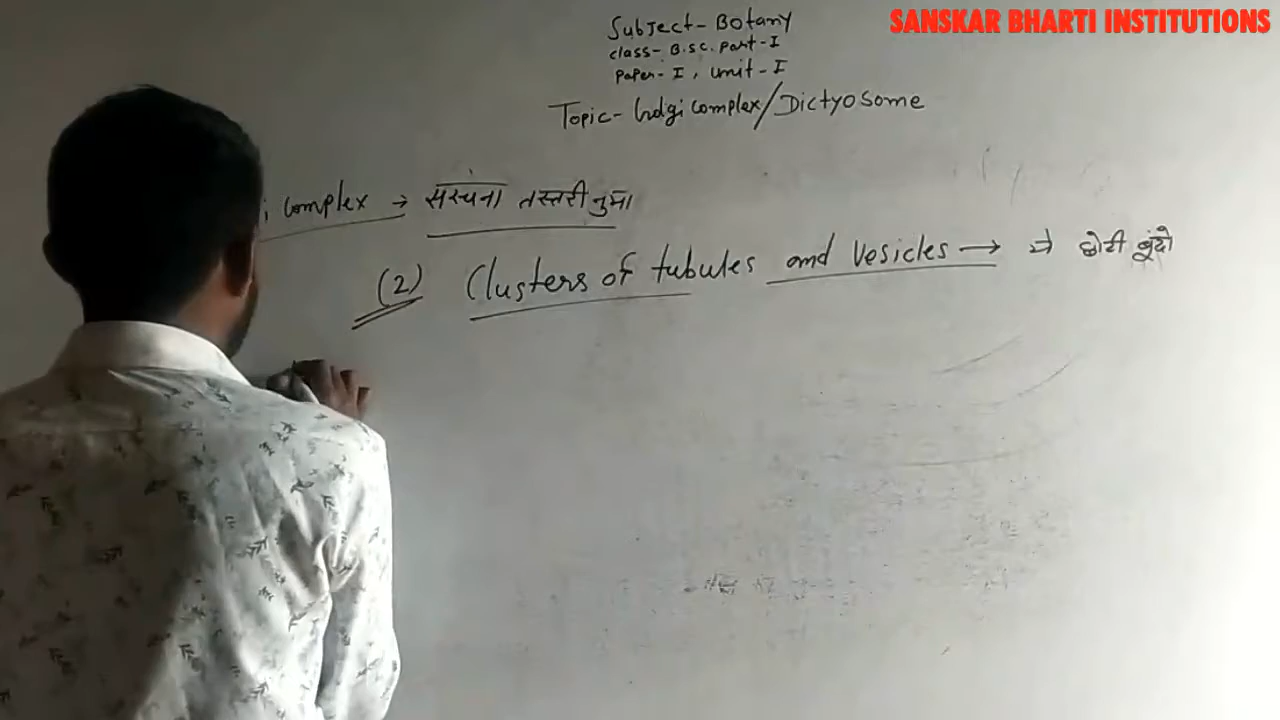 SANSKAR BHARTI INSTITUTIONS
Subject- Botany
class- B.sc. part-I
paper- I, unit-I
Topic- Golgi complex/Dictyosome
i complex → संरचना तस्तरीनुमा
(2) Clusters of tubules and vesicles → ये छोटी बूंदो